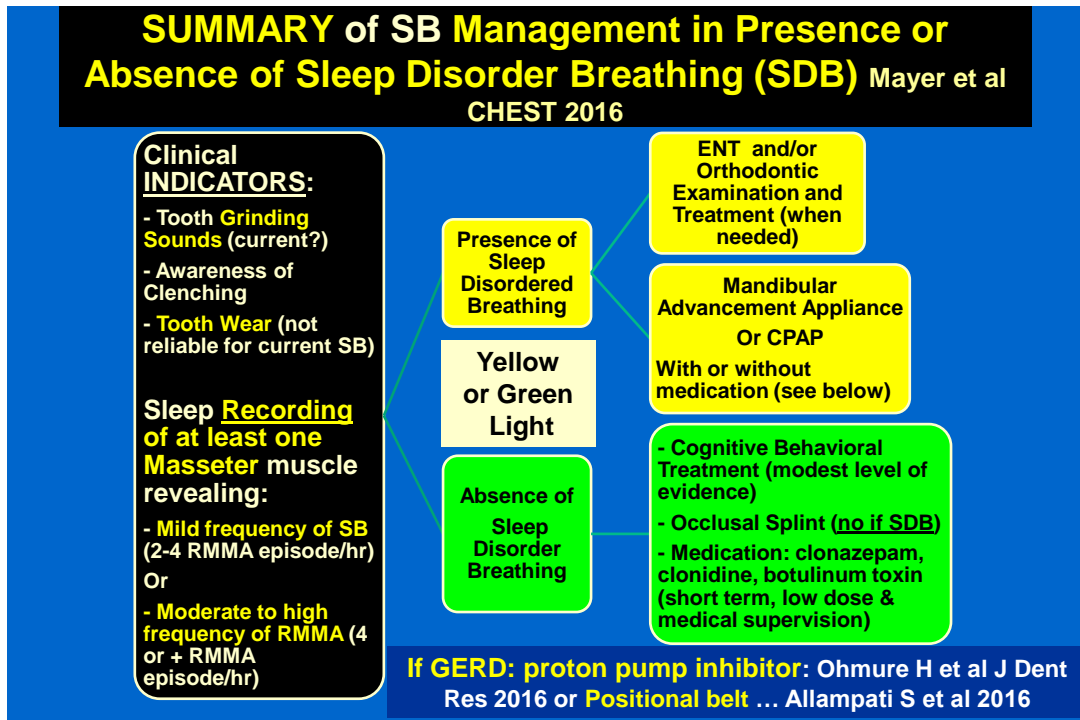 SUMMARY of SB Management in Presence or
Absence of Sleep Disorder Breathing (SDB) Mayer et al
CHEST 2016
Clinical
INDICATORS:
- Tooth Grinding
Sounds (current?)
- Awareness of
Clenching
- Tooth Wear (not
reliable for current SB)
Sleep Recording
of at least one
Masseter muscle
revealing:
- Mild frequency of SB
(2-4 RMMA episode/hr)
Or
- Moderate to high
frequency of RMMA (4
or + RMMA
episode/hr)
Presence of
Sleep
Disordered
Breathing
Yellow
or Green
Light
Absence of
Sleep
Disorder
Breathing
ENT and/or
Orthodontic
Examination and
Treatment (when
needed)
Mandibular
Advancement Appliance
Or CPAP
With or without
medication (see below)
- Cognitive Behavioral
Treatment (modest level of
evidence)
- Occlusal Splint (no if SDB)
- Medication: clonazepam,
clonidine, botulinum toxin
(short term, low dose &
medical supervision)
If GERD: proton pump inhibitor: Ohmure H et al J Dent
Res 2016 or Positional belt … Allampati S et al 2016